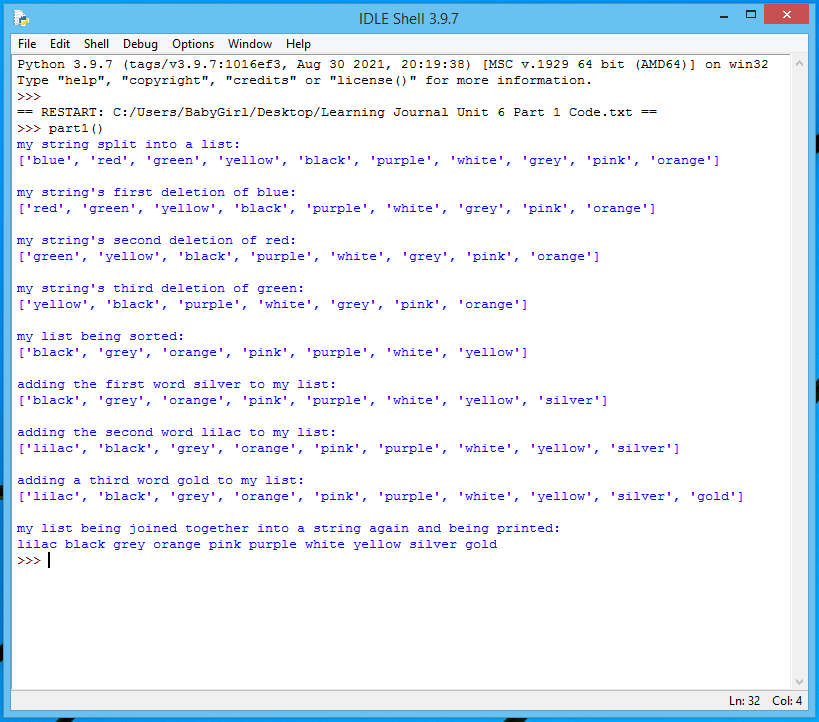 IDLE Shell 3.9.7
File Edit Shell Debug Options Window Help
Python 3.9.7 (tags/v3.9.7:1016ef3, Aug 30 2021, 20:19:38) [MSC v.1929 64 bit (AMD64)] on win32
Type "help", "copyright", "credits" or "license()" for more information.
>>>
== RESTART: C:/Users/BabyGirl/Desktop/Learning Journal Unit 6 Part 1 Code.txt ==
>>> part1()
my string split into a list:
['blue', 'red', 'green', 'yellow', 'black', 'purple', 'white', 'grey', 'pink', 'orange']
my string's first deletion of blue:
['red', 'green', 'yellow', 'black', 'purple', 'white', 'grey', 'pink', 'orange']
my string's second deletion of red:
['green', 'yellow', 'black', 'purple', 'white', 'grey', 'pink', 'orange']
my string's third deletion of green:
['yellow', 'black', 'purple', 'white', 'grey', 'pink', 'orange']
my list being sorted:
['black', 'grey', 'orange', 'pink', 'purple', 'white', 'yellow']
adding the first word silver to my list:
['black', 'grey', 'orange', 'pink', 'purple', 'white', 'yellow', 'silver']
adding the second word lilac to my list:
['lilac', 'black', 'grey', 'orange', 'pink', 'purple', 'white', 'yellow', 'silver']
adding a third word gold to my list:
['lilac', 'black', 'grey', 'orange', 'pink', 'purple', 'white', 'yellow', 'silver', 'gold']
my list being joined together into a string again and being printed:
lilac black grey orange pink purple white yellow silver gold
>>>
Ln: 32 Col: 4